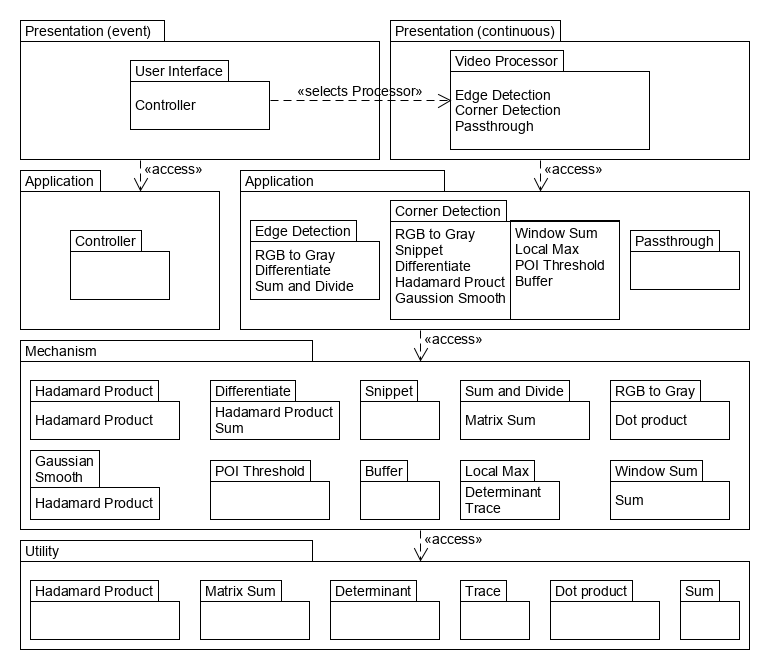 Presentation (event)
Presentation (continuous)
User Interface
Controller
«selects Processor»
Video Processor
Edge Detection
Corner Detection
Passthrough
«access»
«access»
Application
Controller
Application
Edge Detection
RGB to Gray
Differentiate
Sum and Divide
Corner Detection
RGB to Gray
Snippet
Differentiate
Hadamard Prouct
Gaussion Smooth
Window Sum
Local Max
POI Threshold
Buffer
Passthrough
«access»
Mechanism
Hadamard Product
Hadamard Product
Differentiate
Hadamard Product
Sum
Snippet
Sum and Divide
Matrix Sum
RGB to Gray
Dot product
Gaussian
Smooth
Hadamard Product
POI Threshold
Buffer
Local Max
Determinant
Trace
Window Sum
Sum
«access»
Utility
Hadamard Product
Matrix Sum
Determinant
Trace
Dot product
Sum